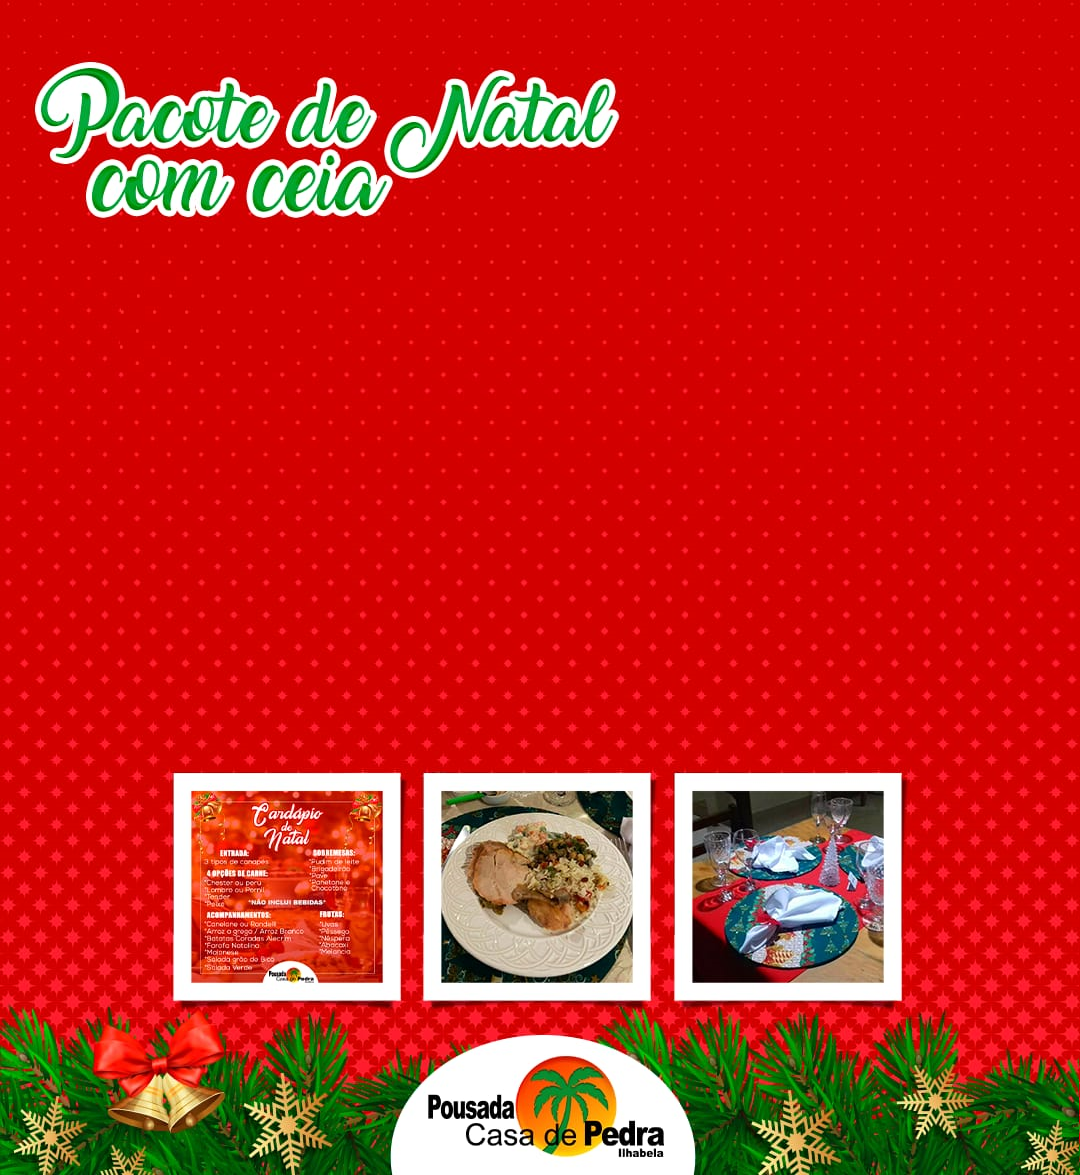 Pacote de Natal
com ceia
Cardápio
de
Natal
ENTRADA:
3 tipos de canapés
4 OPÇÕES DE CARNE:
*Chester ou peru
*Lombo ou Pernil
*Tender
*Peixe
SOBREMESAS:
*Pudim de leite
*Brigadeirão
*Pavê
*Panetone e
Chocotone
*NÃO INCLUI BEBIDAS*
ACOMPANHAMENTOS:
*Canelone ou Rondelli
*Arroz a grega / Arroz Branco
*Batatas Coradas Alecrim
*Farofa Natalina
*Maionese
*Salada grão de Bico
*Salada Verde
FRUTAS:
*Uvas
*Pêssego
*Nêspera
*Abacaxi
*Melancia
Pousada
Casa de Pedra
Pousada
Casa de Pedra
Ilhabela